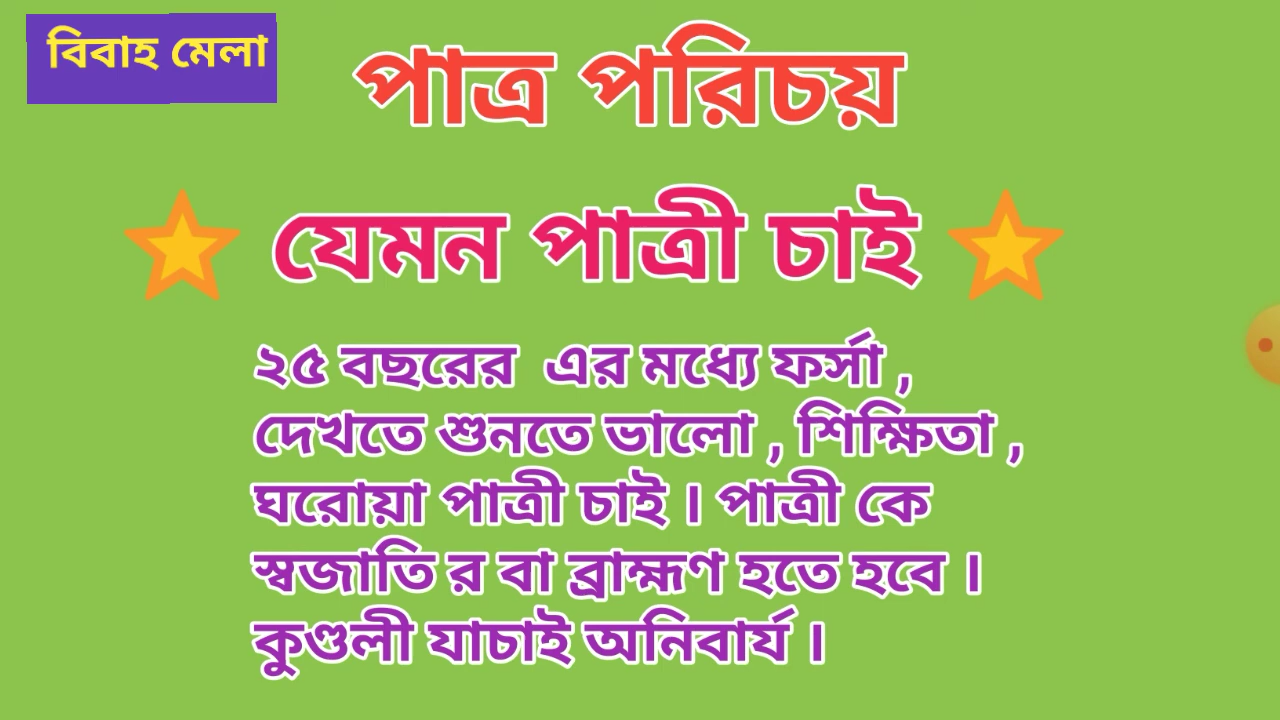 বিবাহ মেলা
পাত্র পরিচয়
যেমন পাত্রী চাই
২৫ বছরের এর মধ্যে ফর্সা ,
দেখতে শুনতে ভালো , শিক্ষিতা ,
ঘরোয়া পাত্রী চাই । পাত্রী কে
স্বজাতি র বা ব্রাহ্মণ হতে হবে ।
কুণ্ডলী যাচাই অনিবার্য ।